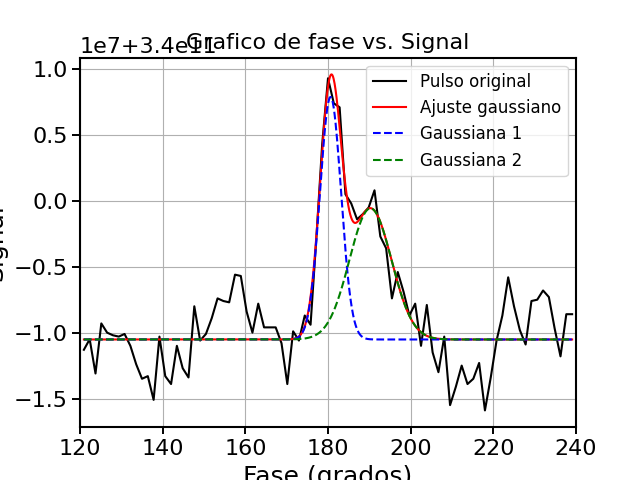 1e7+3.4e11
Grafico de fase vs. Signal
Pulso original
Ajuste gaussiano
Gaussiana 1
Gaussiana 2
1.0
0.5
0.0
−0.5
−1.0
−1.5
Signal
120 140 160 180 200 220 240
Fase (grados)